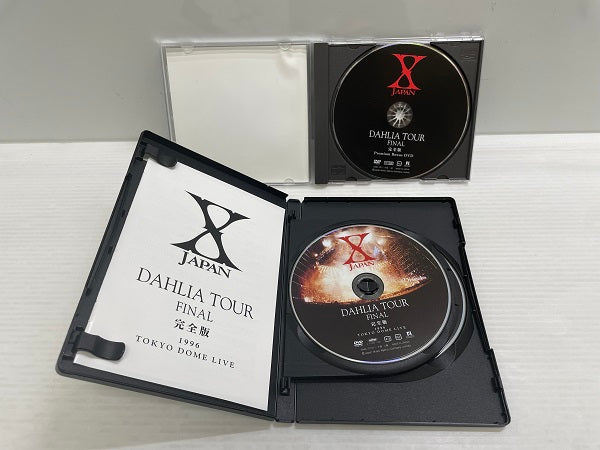 X
JAPAN
DAHLIA TOUR
FINAL
完全版
Premium Bonus DVD
X
JAPAN
DAHLIA TOUR
FINAL
完全版
1996
TOKYO DOME LIVE
X
JAPAN
DAHLIA TOUR
FINAL
完全版
1996
TOKYO DOME LIVE